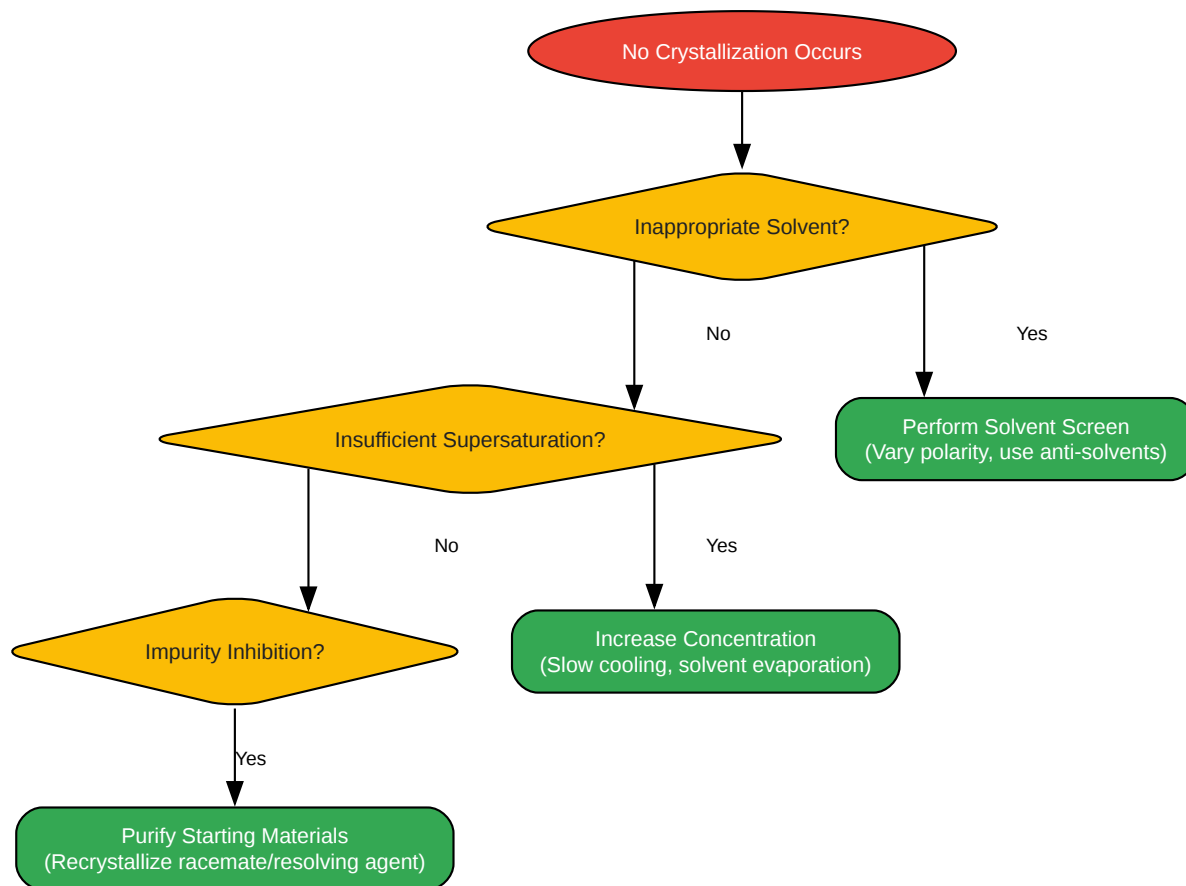 No Crystallization Occurs
Inappropriate Solvent?
No
Yes
Perform Solvent Screen
(Vary polarity, use anti-solvents)
Insufficient Supersaturation?
No
Yes
Increase Concentration
(Slow cooling, solvent evaporation)
Impurity Inhibition?
Yes
Purify Starting Materials
(Recrystallize racemate/resolving agent)